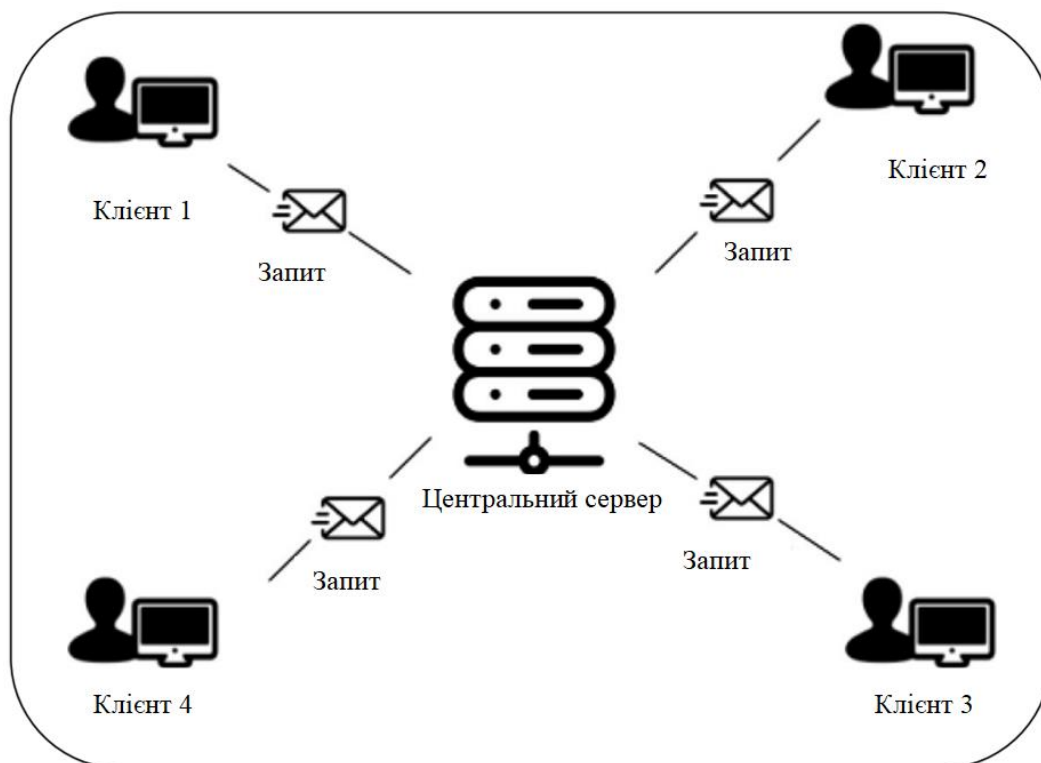 Клієнт 1
Клієнт 2
Запит
Запит
Центральний сервер
Запит
Запит
Клієнт 4
Клієнт 3